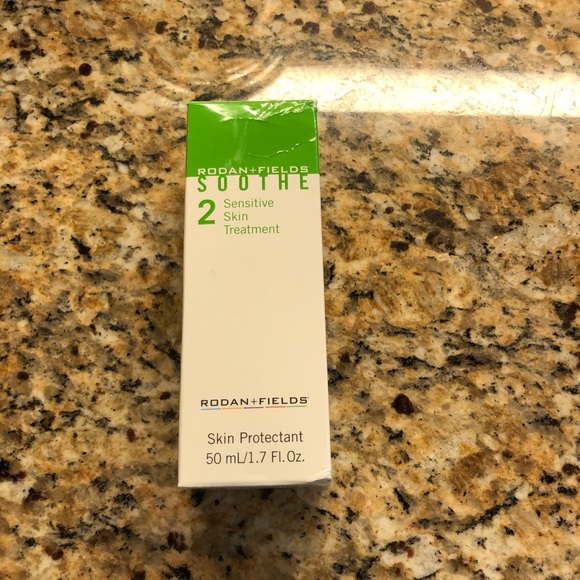 RODAN+FIELDS
SOOTHE
2 Sensitive
Skin
Treatment
RODAN+FIELDS
Skin Protectant
50 mL/1.7 Fl. Oz.